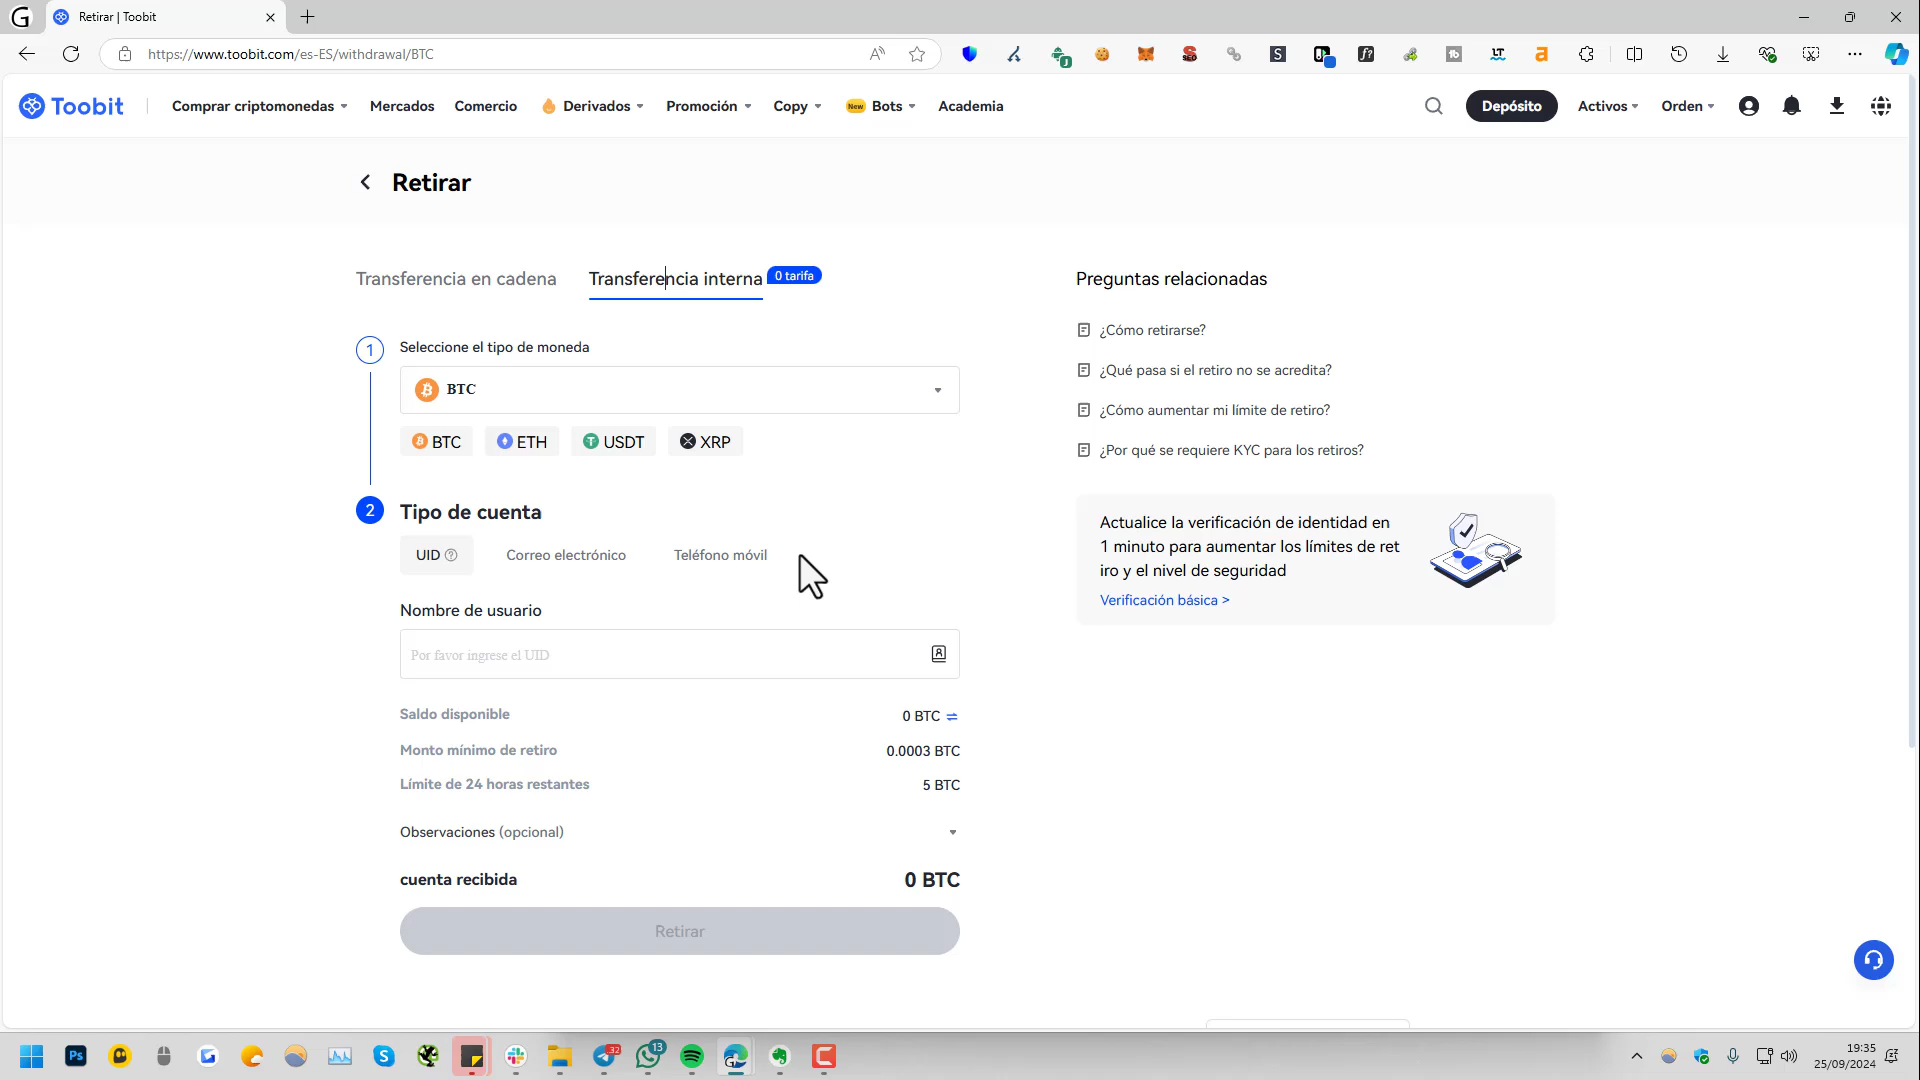 Retirar | Toobit
https://www.toobit.com/es-ES/withdrawal/BTC
Toobit
Comprar criptomonedas
Mercados
Comercio
Derivados
Promoción
Copy
New
Bots
Academia
Depósito
Activos
Orden
Retirar
Transferencia en cadena
Transferencia interna
0 tarifa
1
Seleccione el tipo de moneda
BTC
BTC
ETH
USDT
XRP
2
Tipo de cuenta
UID
Correo electrónico
Teléfono móvil
Nombre de usuario
Por favor ingrese el UID
Saldo disponible
0 BTC
Monto mínimo de retiro
0.0003 BTC
Límite de 24 horas restantes
5 BTC
Observaciones (opcional)
cuenta recibida
0 BTC
Retirar
Preguntas relacionadas
¿Cómo retirarse?
¿Qué pasa si el retiro no se acredita?
¿Cómo aumentar mi límite de retiro?
¿Por qué se requiere KYC para los retiros?
Actualice la verificación de identidad en
1 minuto para aumentar los límites de ret
iro y el nivel de seguridad
Verificación básica >
Ps
32
13
19:35
25/09/2024